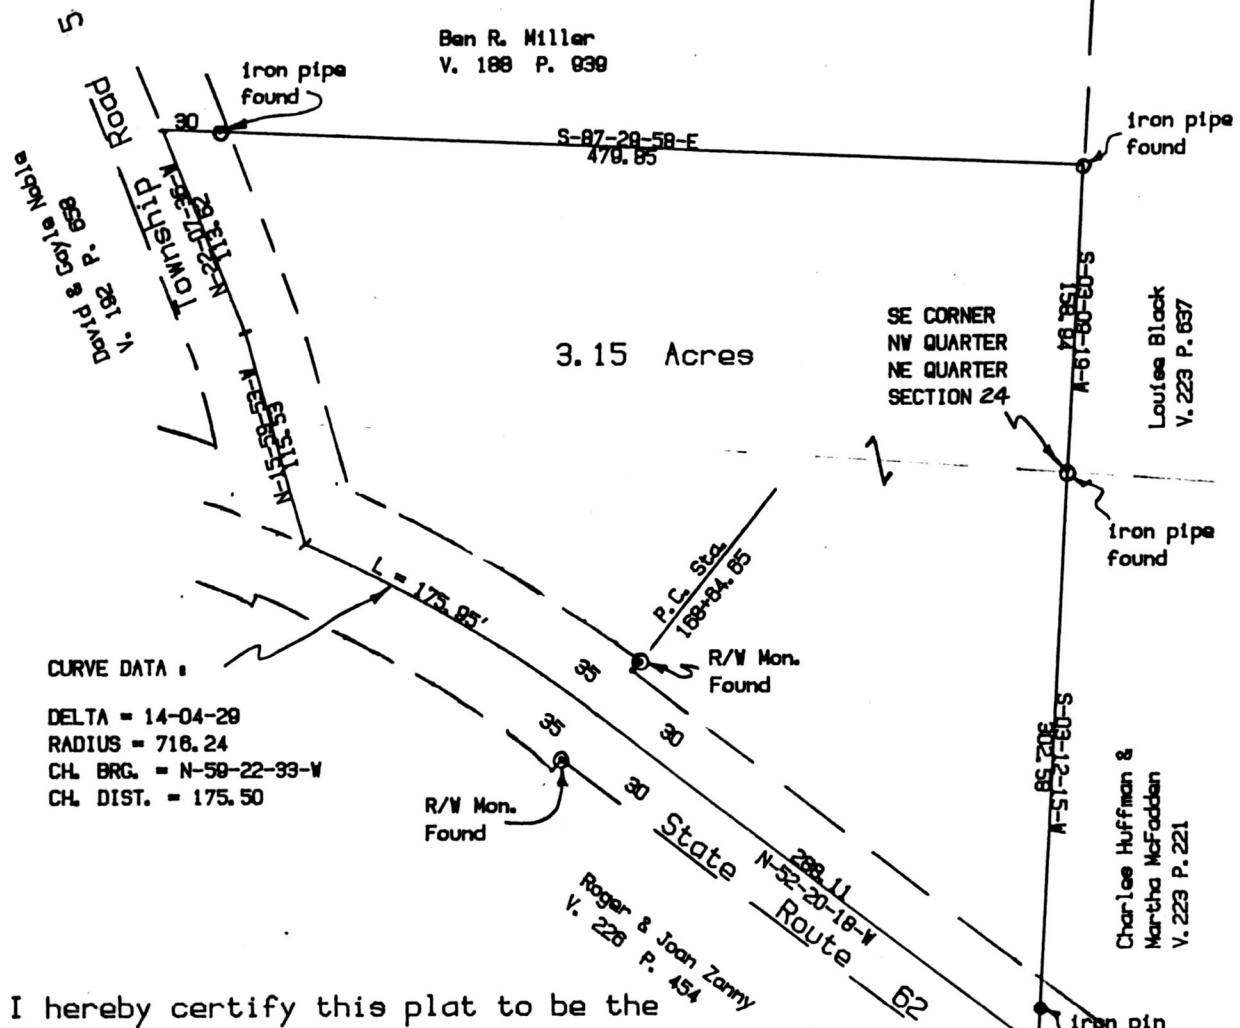 5
Ben R. Miller
V. 188 P. 939
iron pipe
found
30
S-87-29-58-E
479.85
iron pipe
found
Township Road
David & Gayle Noble
V. 192 P. 658
N-22-07-35-W
113.62
S-03-09-19-W
158.94
Louise Black
V. 223 P. 637
SE CORNER
NW QUARTER
NE QUARTER
SECTION 24
3.15 Acres
N-15-59-53-W
115.53
iron pipe
found
L = 175.95'
P.C. Sta.
168+84.65
R/W Mon.
Found
35
30
35
30
CURVE DATA :
DELTA = 14-04-29
RADIUS = 716.24
CH. BRG. = N-59-22-33-W
CH. DIST. = 175.50
R/W Mon.
Found
S-03-12-15-W
302.58
Charles Huffman &
Martha McFadden
V. 223 P. 221
288.11
N-52-20-18-W
State Route 62
Roger & Joan Zanny
V. 226 P. 454
I hereby certify this plat to be the
iron pin